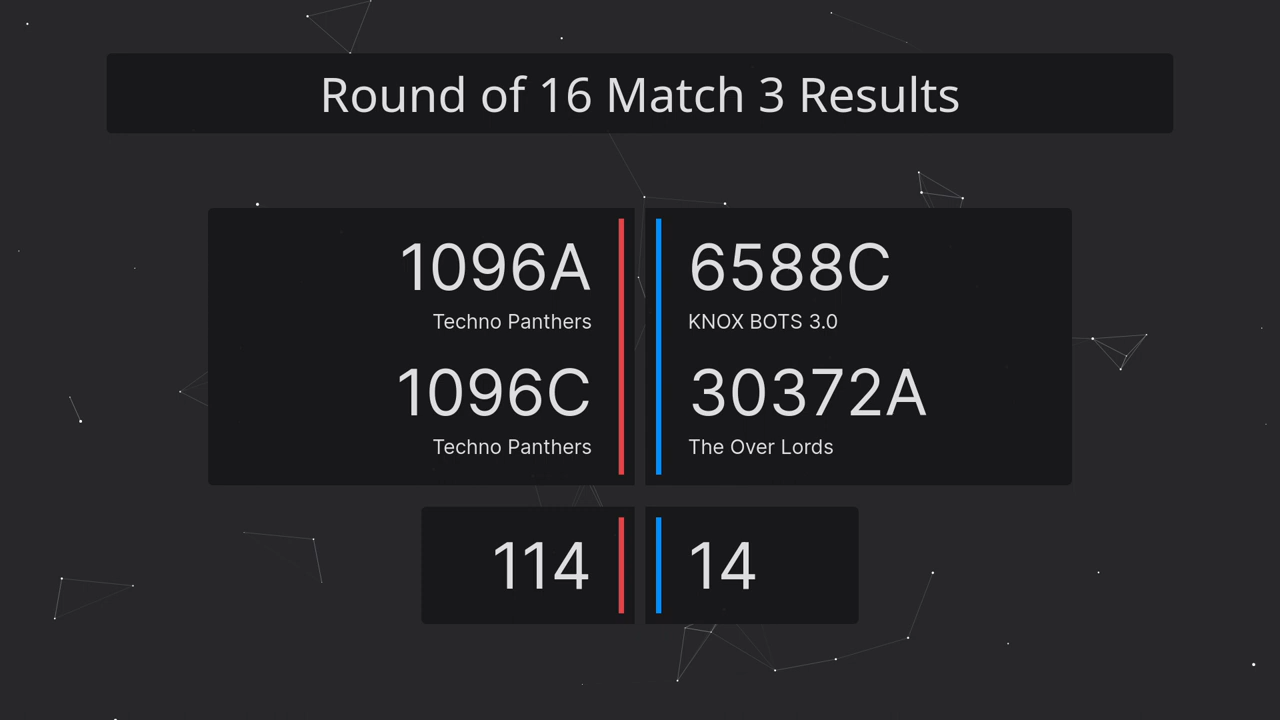 Round of 16 Match 3 Results
1096A
Techno Panthers
1096C
Techno Panthers
6588C
KNOX BOTS 3.0
30372A
The Over Lords
114
14